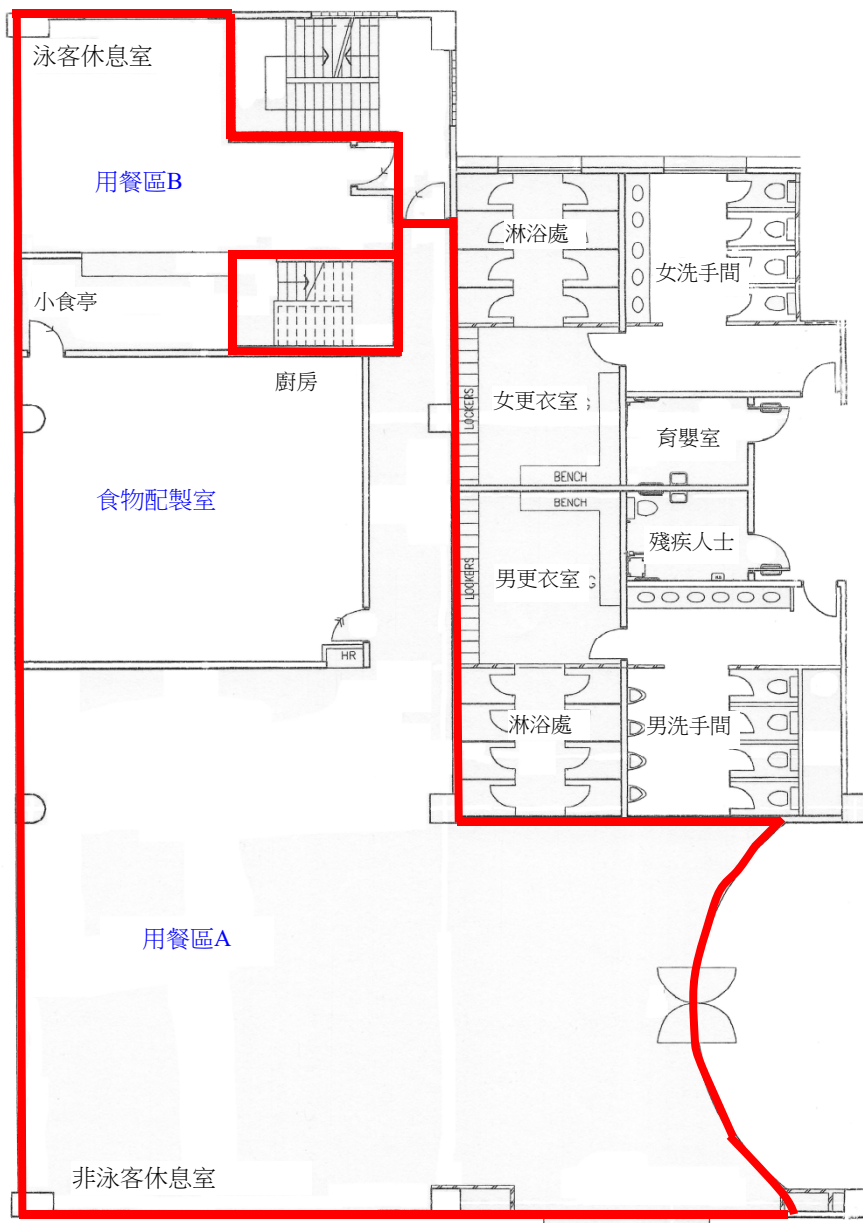 泳客休息室
用餐區B
淋浴處
女洗手間
小食亭
廚房
LOCKERS
女更衣室
育嬰室
BENCH
食物配製室
BENCH
殘疾人士
LOCKERS
男更衣室
HR
淋浴處
男洗手間
用餐區A
非泳客休息室